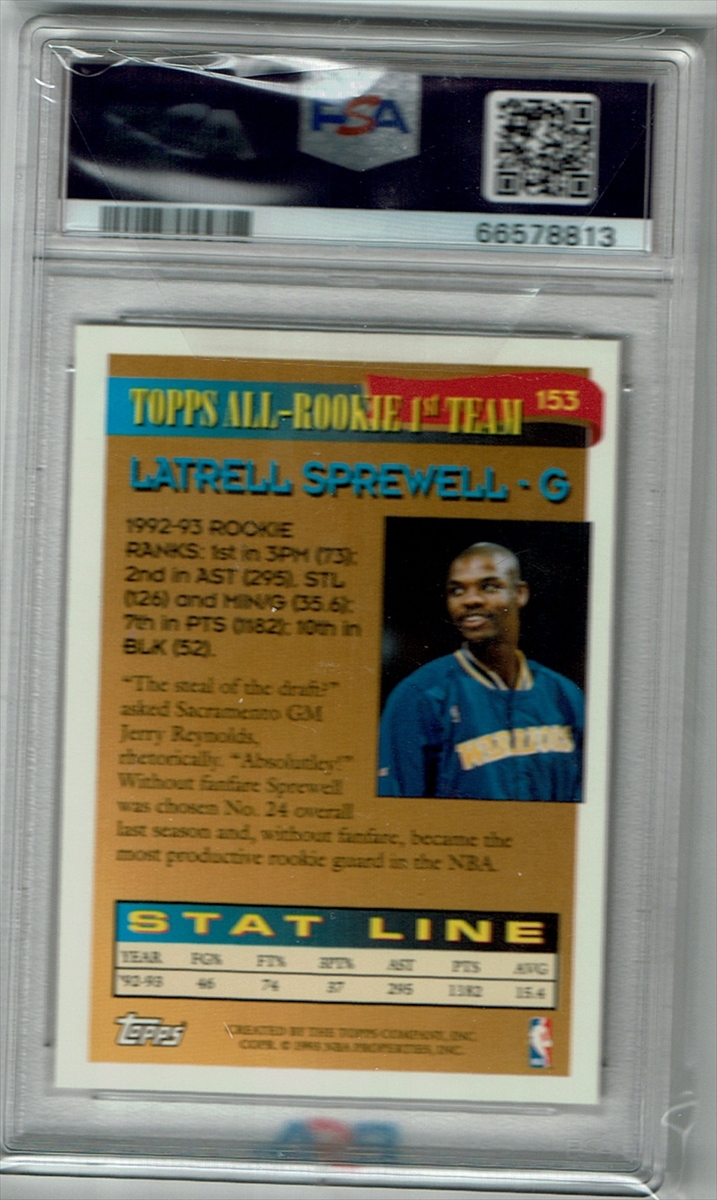 PSA
66578813
TOPPS ALL-ROOKIE 1st TEAM 153
LATRELL SPREWELL - G
1992-93 ROOKIE
RANKS: 1st in 3PM (73);
2nd in AST (295), STL
(126) and MIN/G (35.6);
7th in PTS (1182); 10th in
BLK (52).
"The steal of the draft?"
asked Sacramento GM
Jerry Reynolds,
rhetorically. "Absolutley!"
Without fanfare Sprewell
was chosen No. 24 overall
last season and, without fanfare, became the
most productive rookie guard in the NBA.
WARRIORS
STAT LINE
YEAR FG% FT% 3PT% AST PTS AVG
'92-93 46 74 37 295 1182 15.4
TOPPS
CREATED BY THE TOPPS COMPANY, INC.
COPR. © 1993 NBA PROPERTIES, INC.